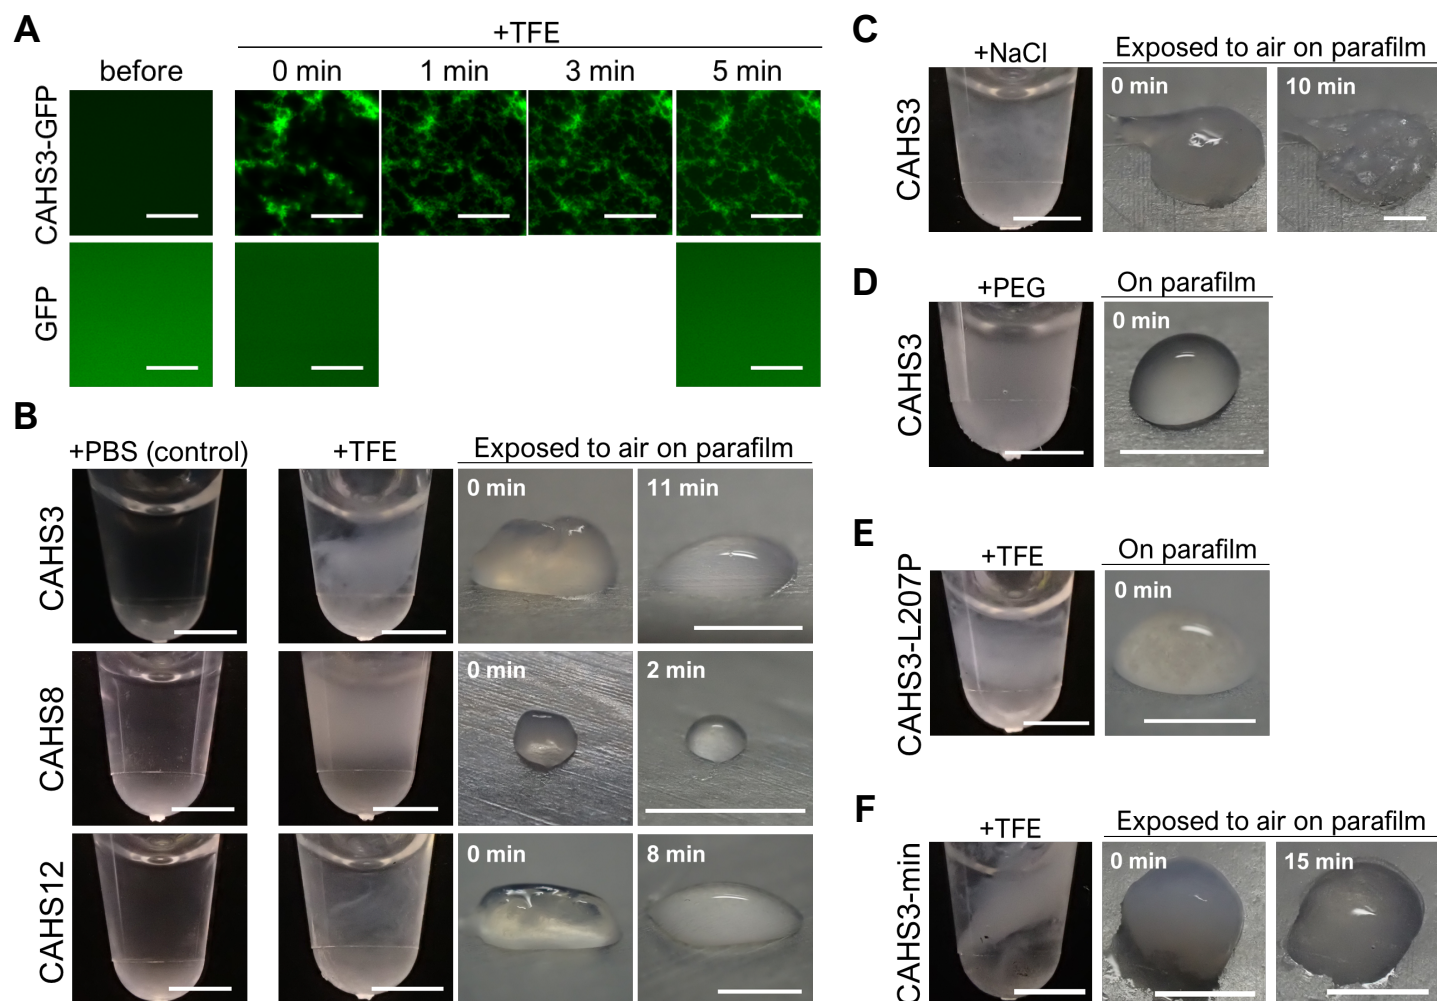 A
+TFE
before
0 min
1 min
3 min
5 min
CAHS3-GFP
GFP
B
+PBS (control)
+TFE
Exposed to air on parafilm
CAHS3
0 min
11 min
CAHS8
0 min
2 min
CAHS12
0 min
8 min
C
+NaCl
Exposed to air on parafilm
CAHS3
0 min
10 min
D
+PEG
On parafilm
CAHS3
0 min
E
+TFE
On parafilm
CAHS3-L207P
0 min
F
+TFE
Exposed to air on parafilm
CAHS3-min
0 min
15 min